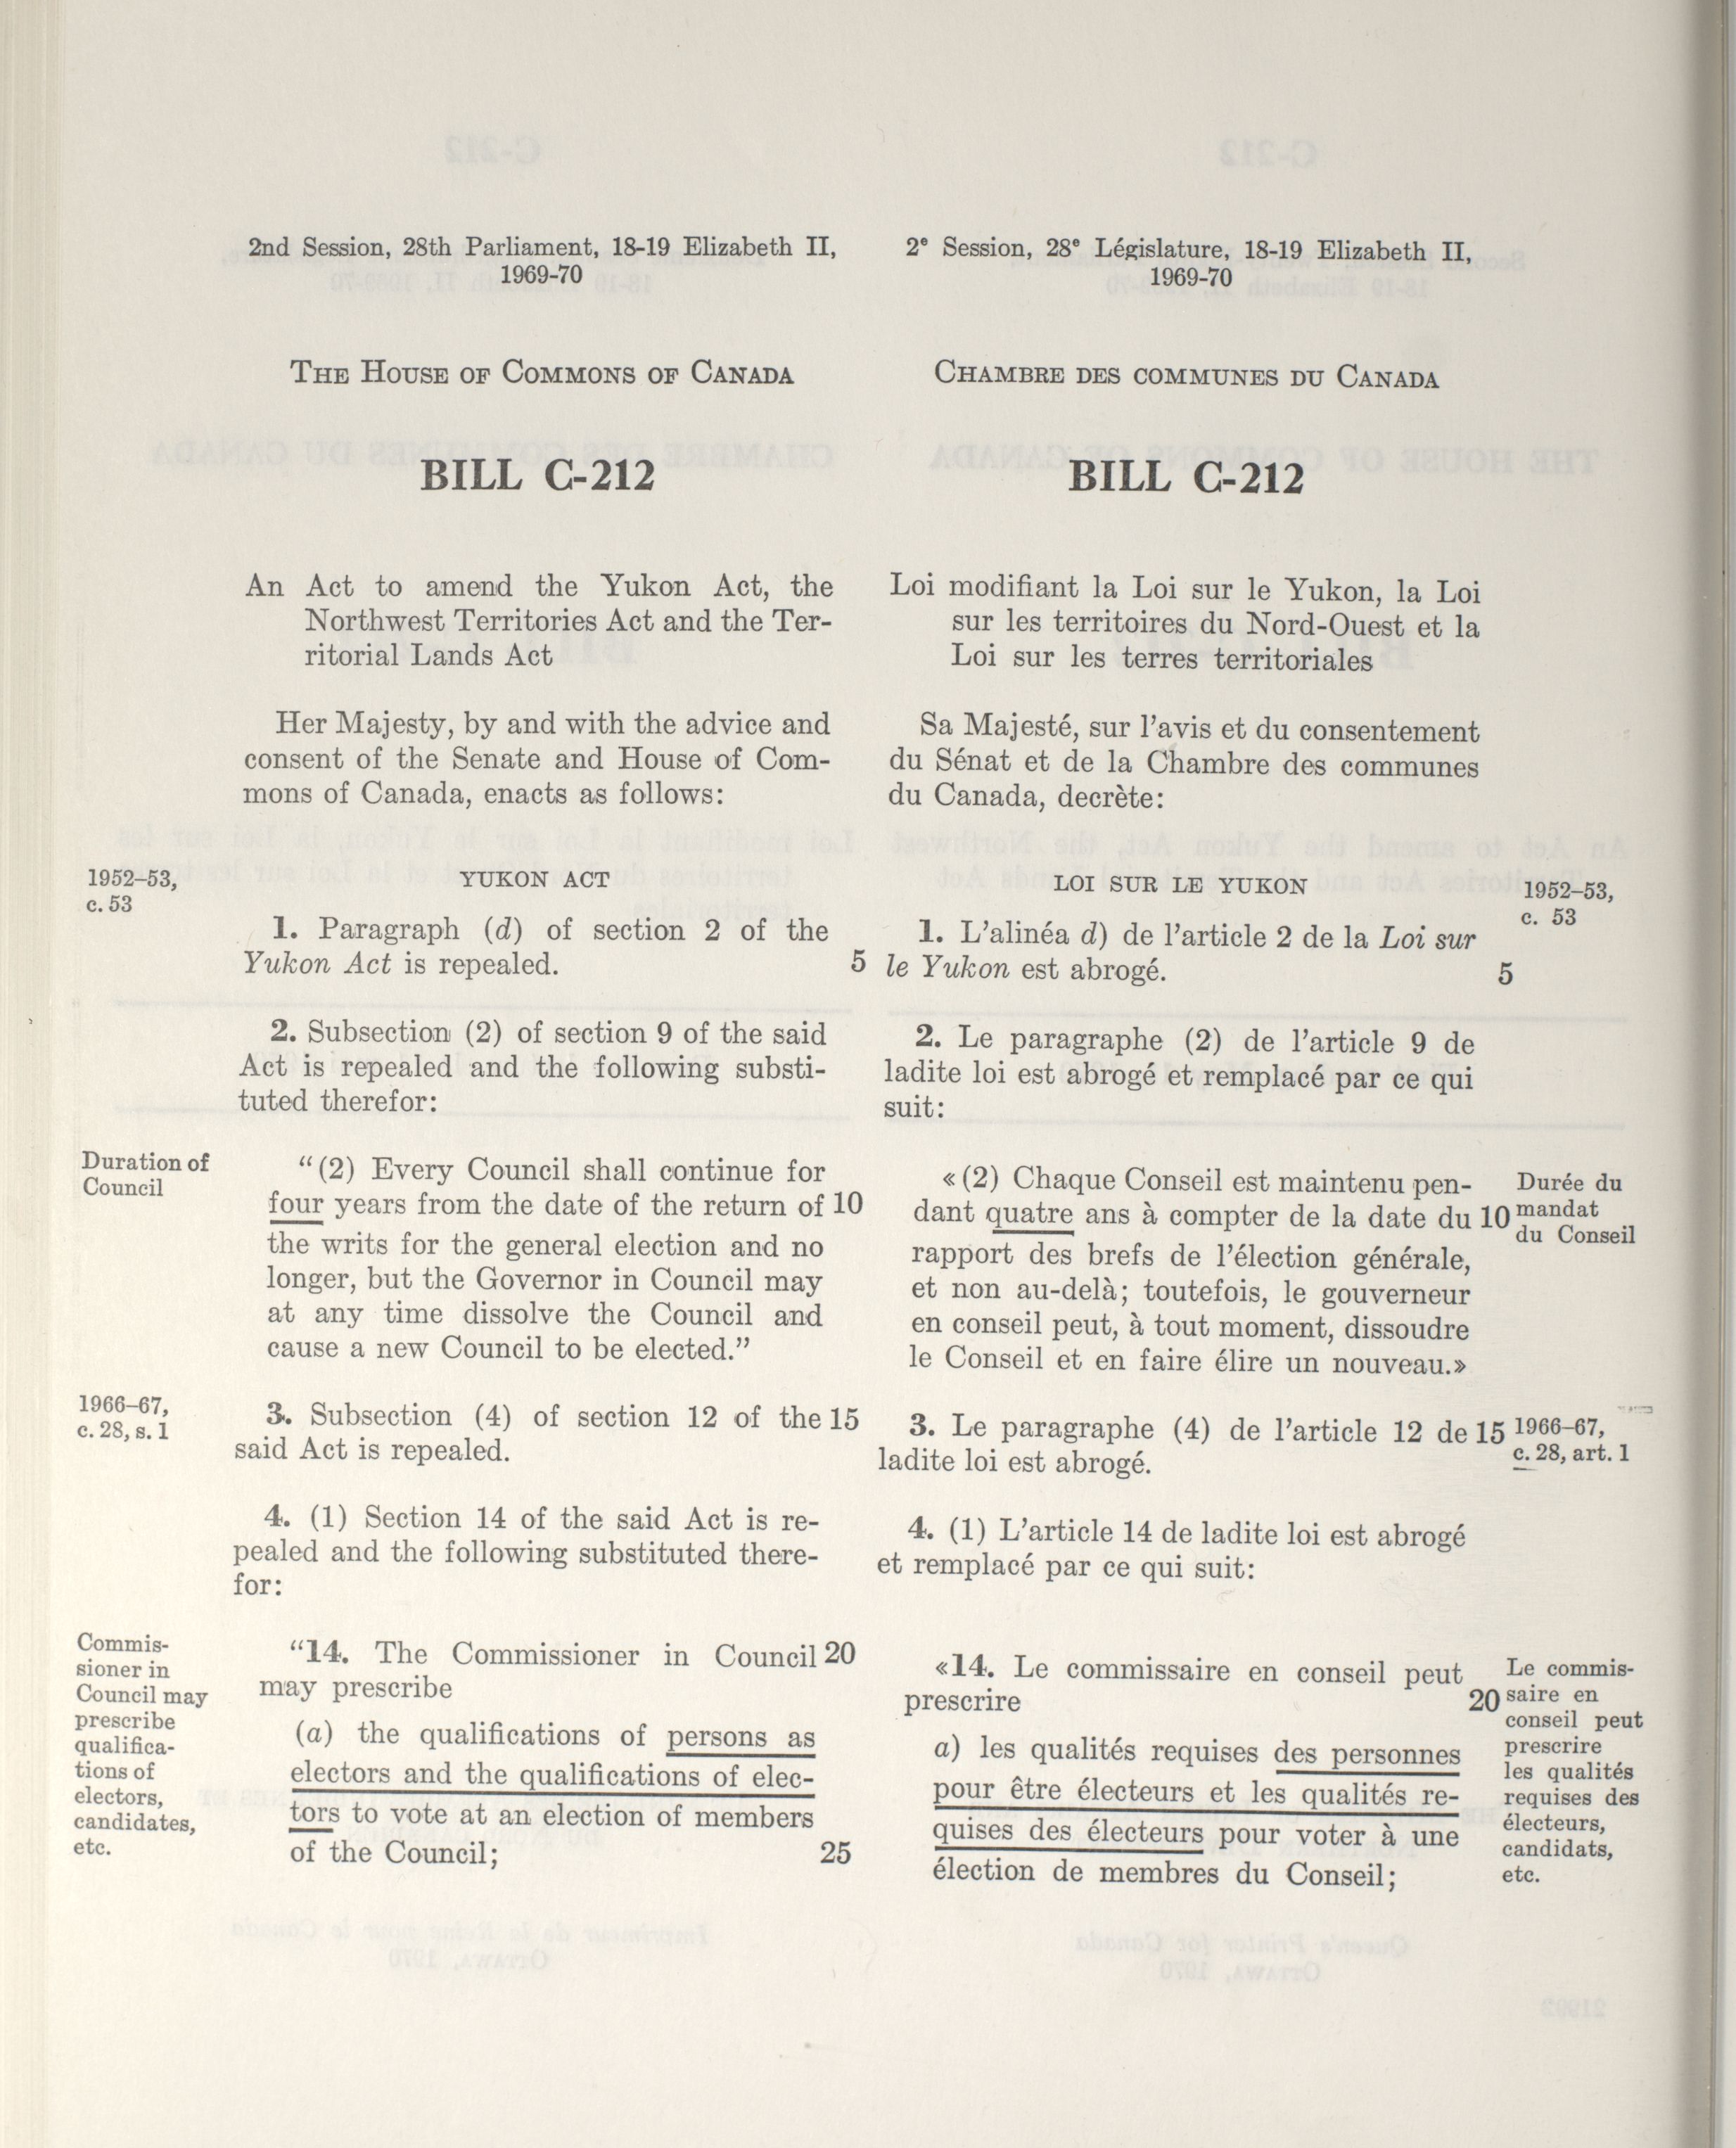 2nd Session, 28th Parliament, 18-19 Elizabeth II,
1969-70
THE HOUSE OF COMMONS OF CANADA
BILL C-212
An Act to amend the Yukon Act, the
Northwest Territories Act and the Ter-
ritorial Lands Act
Her Majesty, by and with the advice and
consent of the Senate and House of Com-
mons of Canada, enacts as follows:
1952–53,
c. 53
YUKON ACT
1. Paragraph (d) of section 2 of the
Yukon Act is repealed. 5
2. Subsection (2) of section 9 of the said
Act is repealed and the following substi-
tuted therefor:
Duration of
Council
“(2) Every Council shall continue for
four years from the date of the return of 10
the writs for the general election and no
longer, but the Governor in Council may
at any time dissolve the Council and
cause a new Council to be elected.”
1966–67,
c. 28, s. 1
3. Subsection (4) of section 12 of the 15
said Act is repealed.
4. (1) Section 14 of the said Act is re-
pealed and the following substituted there-
for:
Commis-
sioner in
Council may
prescribe
qualifica-
tions of
electors,
candidates,
etc.
“14. The Commissioner in Council 20
may prescribe
(a) the qualifications of persons as
electors and the qualifications of elec-
tors to vote at an election of members
of the Council; 25
2e Session, 28e Législature, 18-19 Elizabeth II,
1969-70
CHAMBRE DES COMMUNES DU CANADA
BILL C-212
Loi modifiant la Loi sur le Yukon, la Loi
sur les territoires du Nord-Ouest et la
Loi sur les terres territoriales
Sa Majesté, sur l’avis et du consentement
du Sénat et de la Chambre des communes
du Canada, decrète:
LOI SUR LE YUKON
1952–53,
c. 53
1. L’alinéa d) de l’article 2 de la Loi sur
le Yukon est abrogé. 5
2. Le paragraphe (2) de l’article 9 de
ladite loi est abrogé et remplacé par ce qui
suit:
«(2) Chaque Conseil est maintenu pen-
dant quatre ans à compter de la date du 10
rapport des brefs de l’élection générale,
et non au-delà; toutefois, le gouverneur
en conseil peut, à tout moment, dissoudre
le Conseil et en faire élire un nouveau.»
Durée du
mandat
du Conseil
3. Le paragraphe (4) de l’article 12 de 15
ladite loi est abrogé.
1966–67,
c. 28, art. 1
4. (1) L’article 14 de ladite loi est abrogé
et remplacé par ce qui suit:
«14. Le commissaire en conseil peut
prescrire 20
a) les qualités requises des personnes
pour être électeurs et les qualités re-
quises des électeurs pour voter à une
élection de membres du Conseil;
Le commis-
saire en
conseil peut
prescrire
les qualités
requises des
électeurs,
candidats,
etc.